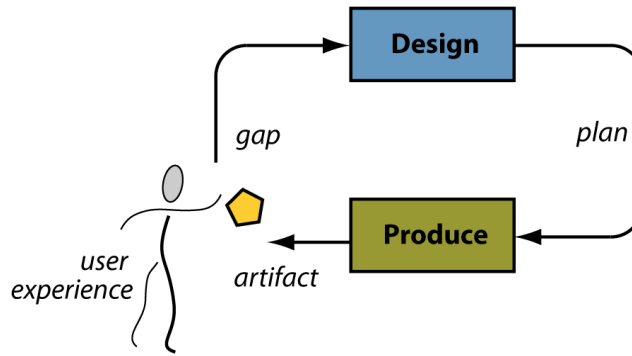 Design
gap
plan
Produce
user
experience
artifact